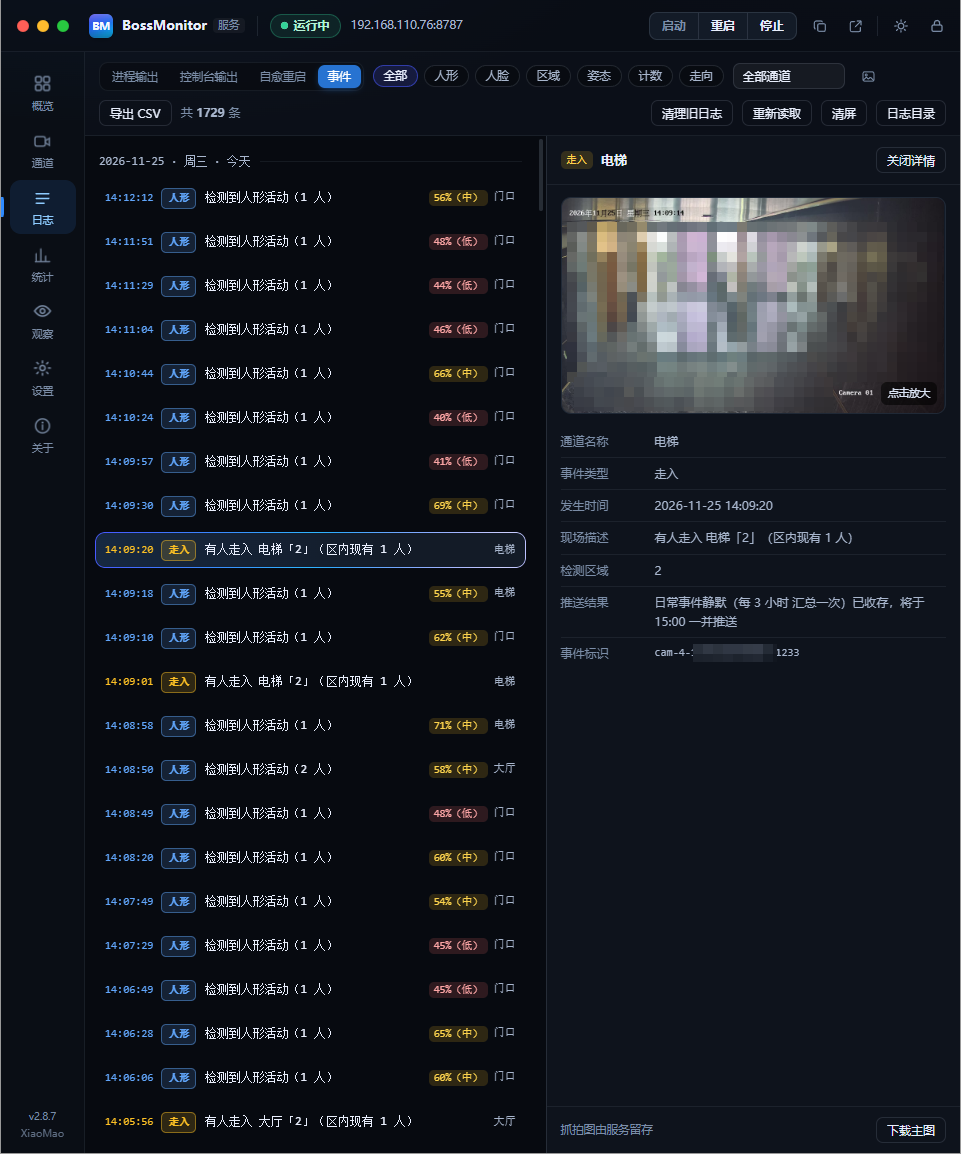 BM BossMonitor 服务 运行中 192.168.110.76:8787 启动 重启 停止
进程输出 控制台输出 自愈重启 事件 全部 人形 人脸 区域 姿态 计数 走向 全部通道
导出 CSV 共 1729 条 清理旧日志 重新读取 清屏 日志目录
概览
通道
日志
统计
观察
设置
关于
v2.8.7
XiaoMao
2026-11-25 · 周三 · 今天
14:12:12 人形 检测到人形活动（1 人） 56%（中） 门口
14:11:51 人形 检测到人形活动（1 人） 48%（低） 门口
14:11:29 人形 检测到人形活动（1 人） 44%（低） 门口
14:11:04 人形 检测到人形活动（1 人） 46%（低） 门口
14:10:44 人形 检测到人形活动（1 人） 66%（中） 门口
14:10:24 人形 检测到人形活动（1 人） 40%（低） 门口
14:09:57 人形 检测到人形活动（1 人） 41%（低） 门口
14:09:30 人形 检测到人形活动（1 人） 69%（中） 门口
14:09:20 走入 有人走入 电梯「2」（区内现有 1 人） 电梯
14:09:18 人形 检测到人形活动（1 人） 55%（中） 电梯
14:09:10 人形 检测到人形活动（1 人） 62%（中） 门口
14:09:01 走入 有人走入 电梯「2」（区内现有 1 人） 电梯
14:08:58 人形 检测到人形活动（1 人） 71%（中） 电梯
14:08:50 人形 检测到人形活动（2 人） 58%（中） 大厅
14:08:49 人形 检测到人形活动（1 人） 48%（低） 门口
14:08:20 人形 检测到人形活动（1 人） 60%（中） 门口
14:07:49 人形 检测到人形活动（1 人） 54%（中） 门口
14:07:29 人形 检测到人形活动（1 人） 45%（低） 门口
14:06:49 人形 检测到人形活动（1 人） 45%（低） 门口
14:06:28 人形 检测到人形活动（1 人） 65%（中） 门口
14:06:06 人形 检测到人形活动（1 人） 60%（中） 门口
14:05:56 走入 有人走入 大厅「2」（区内现有 1 人） 大厅
走入 电梯 关闭详情
2026年11月25日 星期三 14:09:14
Camera 01 点击放大
通道名称 电梯
事件类型 走入
发生时间 2026-11-25 14:09:20
现场描述 有人走入 电梯「2」（区内现有 1 人）
检测区域 2
推送结果 日常事件静默（每 3 小时 汇总一次）已收存，将于
15:00 一并推送
事件标识 cam-4- 1233
抓拍图由服务留存 下载主图